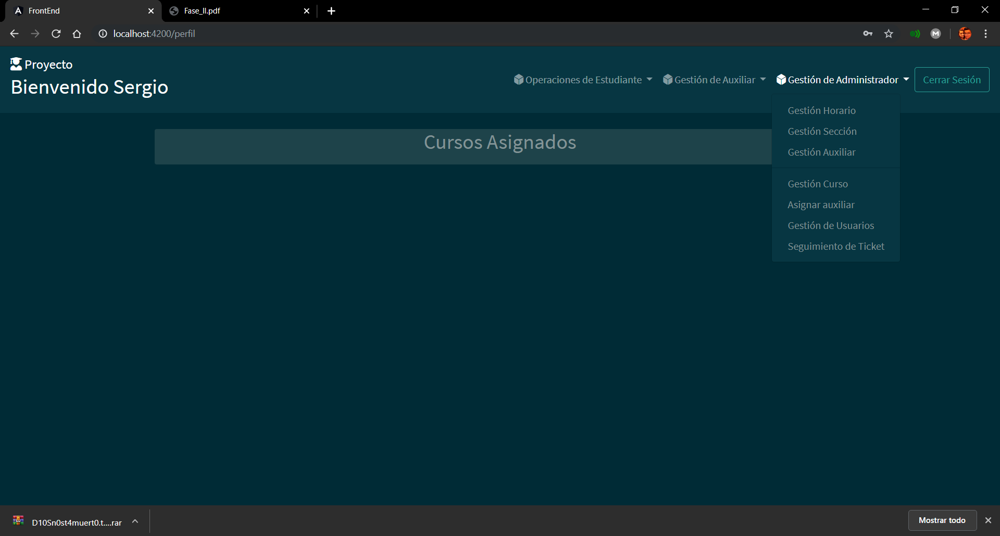 FrontEnd
Fase_II.pdf
localhost:4200/perfil
Proyecto
Bienvenido Sergio
Operaciones de Estudiante
Gestión de Auxiliar
Gestión de Administrador
Cerrar Sesión
Gestión Horario
Gestión Sección
Gestión Auxiliar
Gestión Curso
Asignar auxiliar
Gestión de Usuarios
Seguimiento de Ticket
Cursos Asignados
D10Sn0st4muert0.t....rar
Mostrar todo